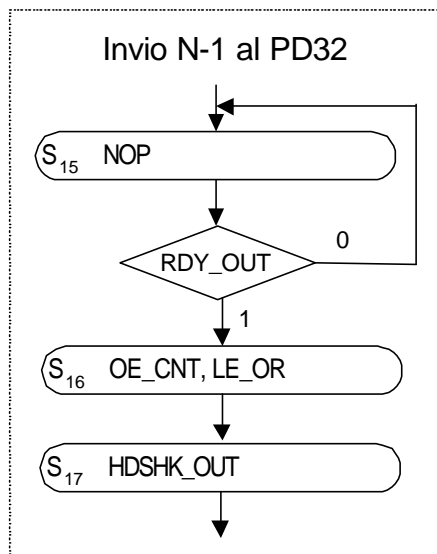 Invio N-1 al PD32
S15 NOP
0
RDY_OUT
1
S16 OE_CNT, LE_OR
S17 HDSHK_OUT